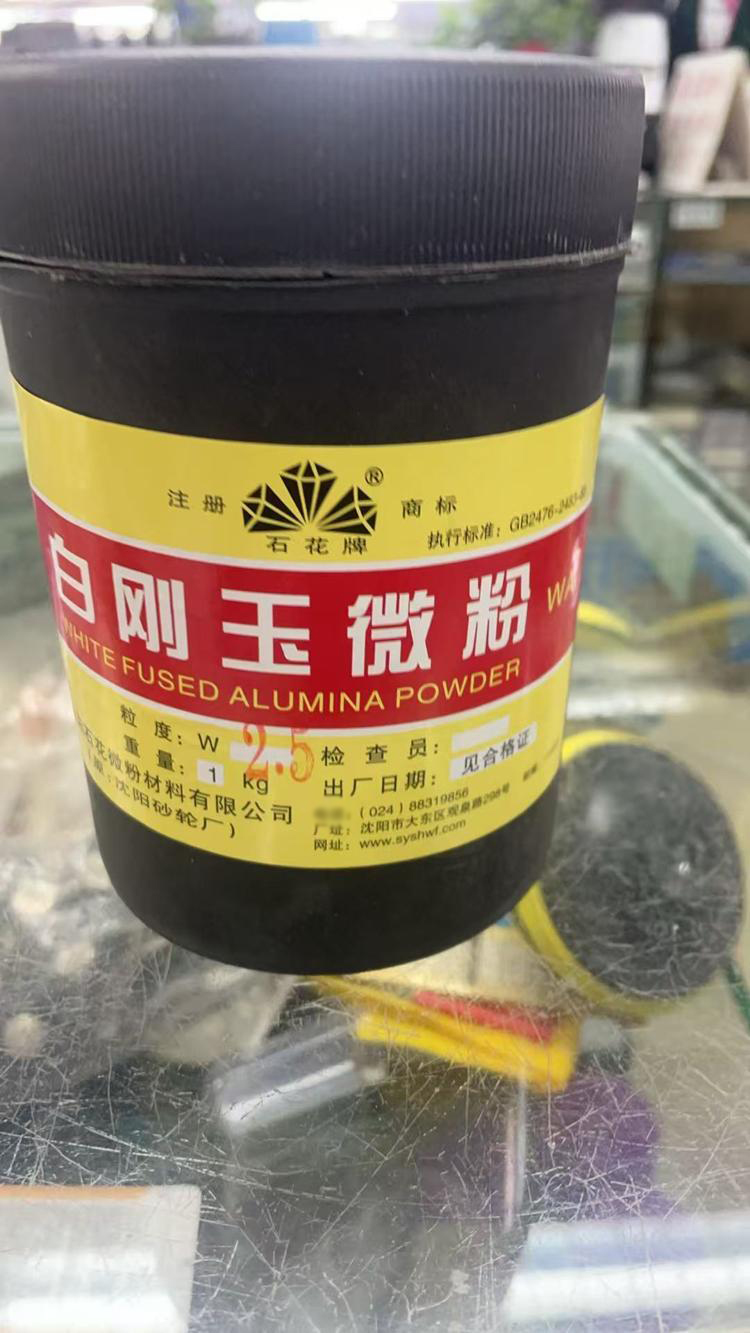 注册 ® 商标
石花牌
执行标准：GB2476-2483-
白刚玉微粉 WA
WHITE FUSED ALUMINA POWDER
粒度：W 2.5
重量：1 kg
石花微粉材料有限公司
沈阳砂轮厂）
检查员：
出厂日期：见合格证
（024）88319856
厂址：沈阳市大东区观泉路298号
网址：www.syshwf.com